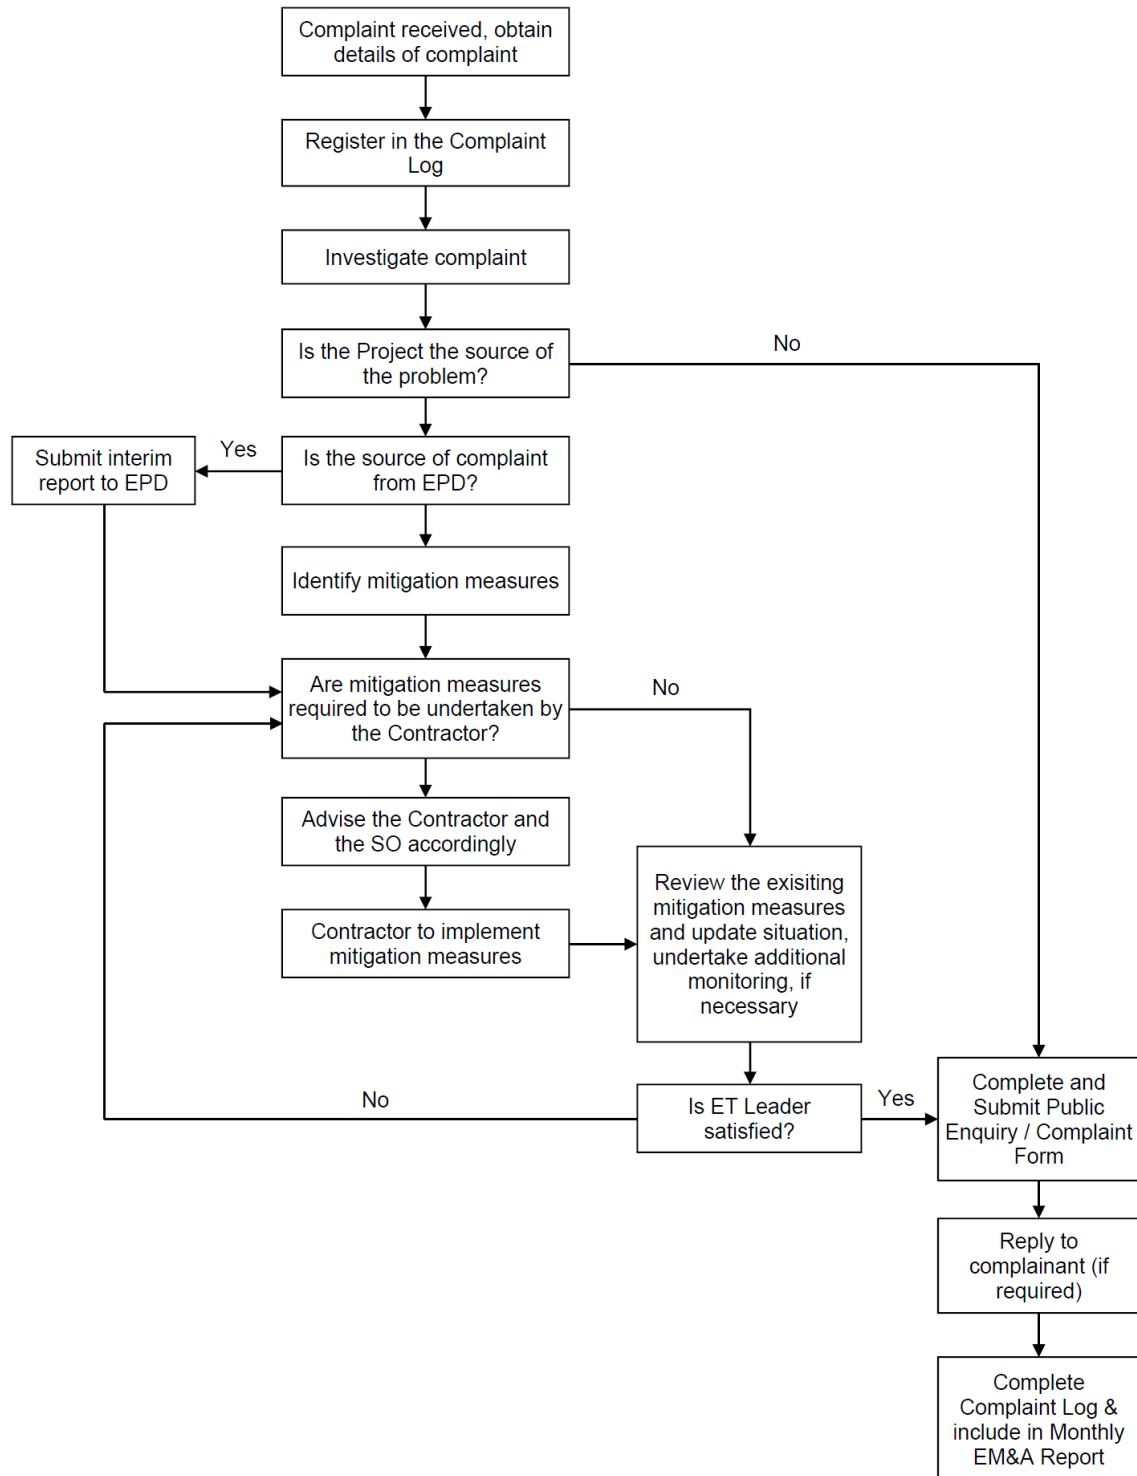 Complaint received, obtain
details of complaint
Register in the Complaint
Log
Investigate complaint
Is the Project the source of
the problem?
No
Submit interim
report to EPD
Yes
Is the source of complaint
from EPD?
Identify mitigation measures
Are mitigation measures
required to be undertaken by
the Contractor?
No
Advise the Contractor and
the SO accordingly
Contractor to implement
mitigation measures
Review the exisiting
mitigation measures
and update situation,
undertake additional
monitoring, if
necessary
No
Is ET Leader
satisfied?
Yes
Complete and
Submit Public
Enquiry / Complaint
Form
Reply to
complainant (if
required)
Complete
Complaint Log &
include in Monthly
EM&A Report